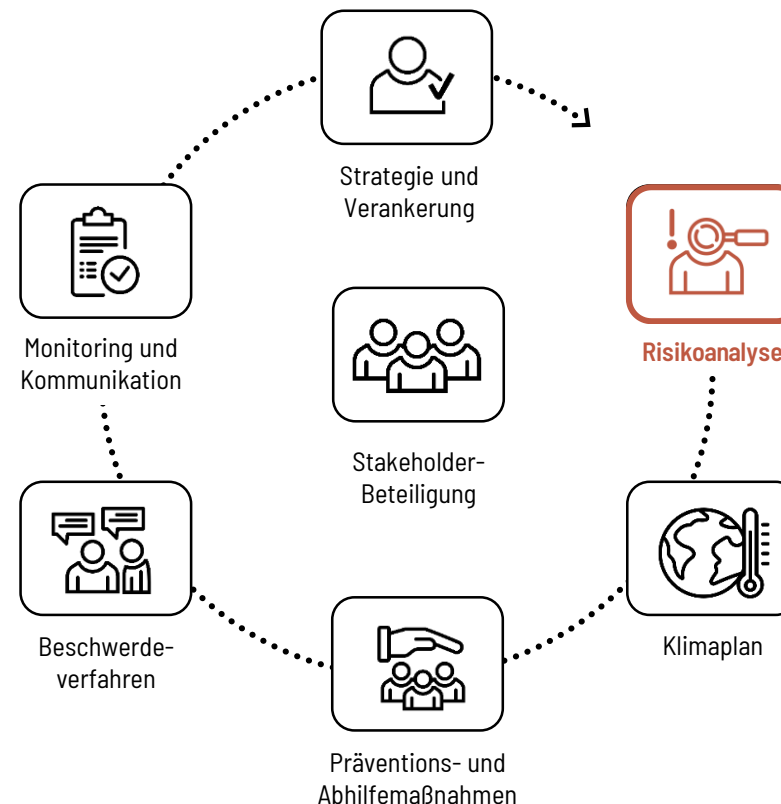 Strategie und
Verankerung
Risikoanalyse
Monitoring und
Kommunikation
Stakeholder-
Beteiligung
Klimaplan
Beschwerde-
verfahren
Präventions- und
Abhilfemaßnahmen